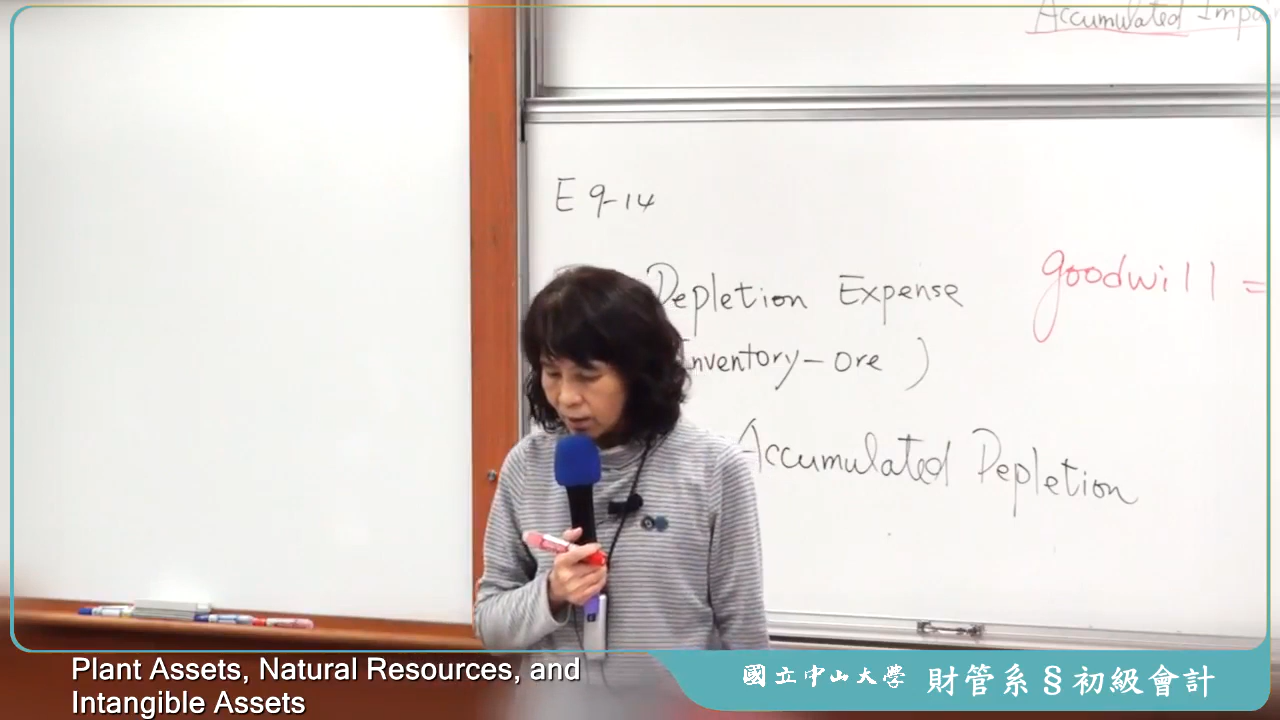 Accumulated
E 9-14
Depletion Expense
goodwill =
Inventory-ore )
Accumulated Depletion
Plant Assets, Natural Resources, and
Intangible Assets
國立中山大學 財管系§初級會計